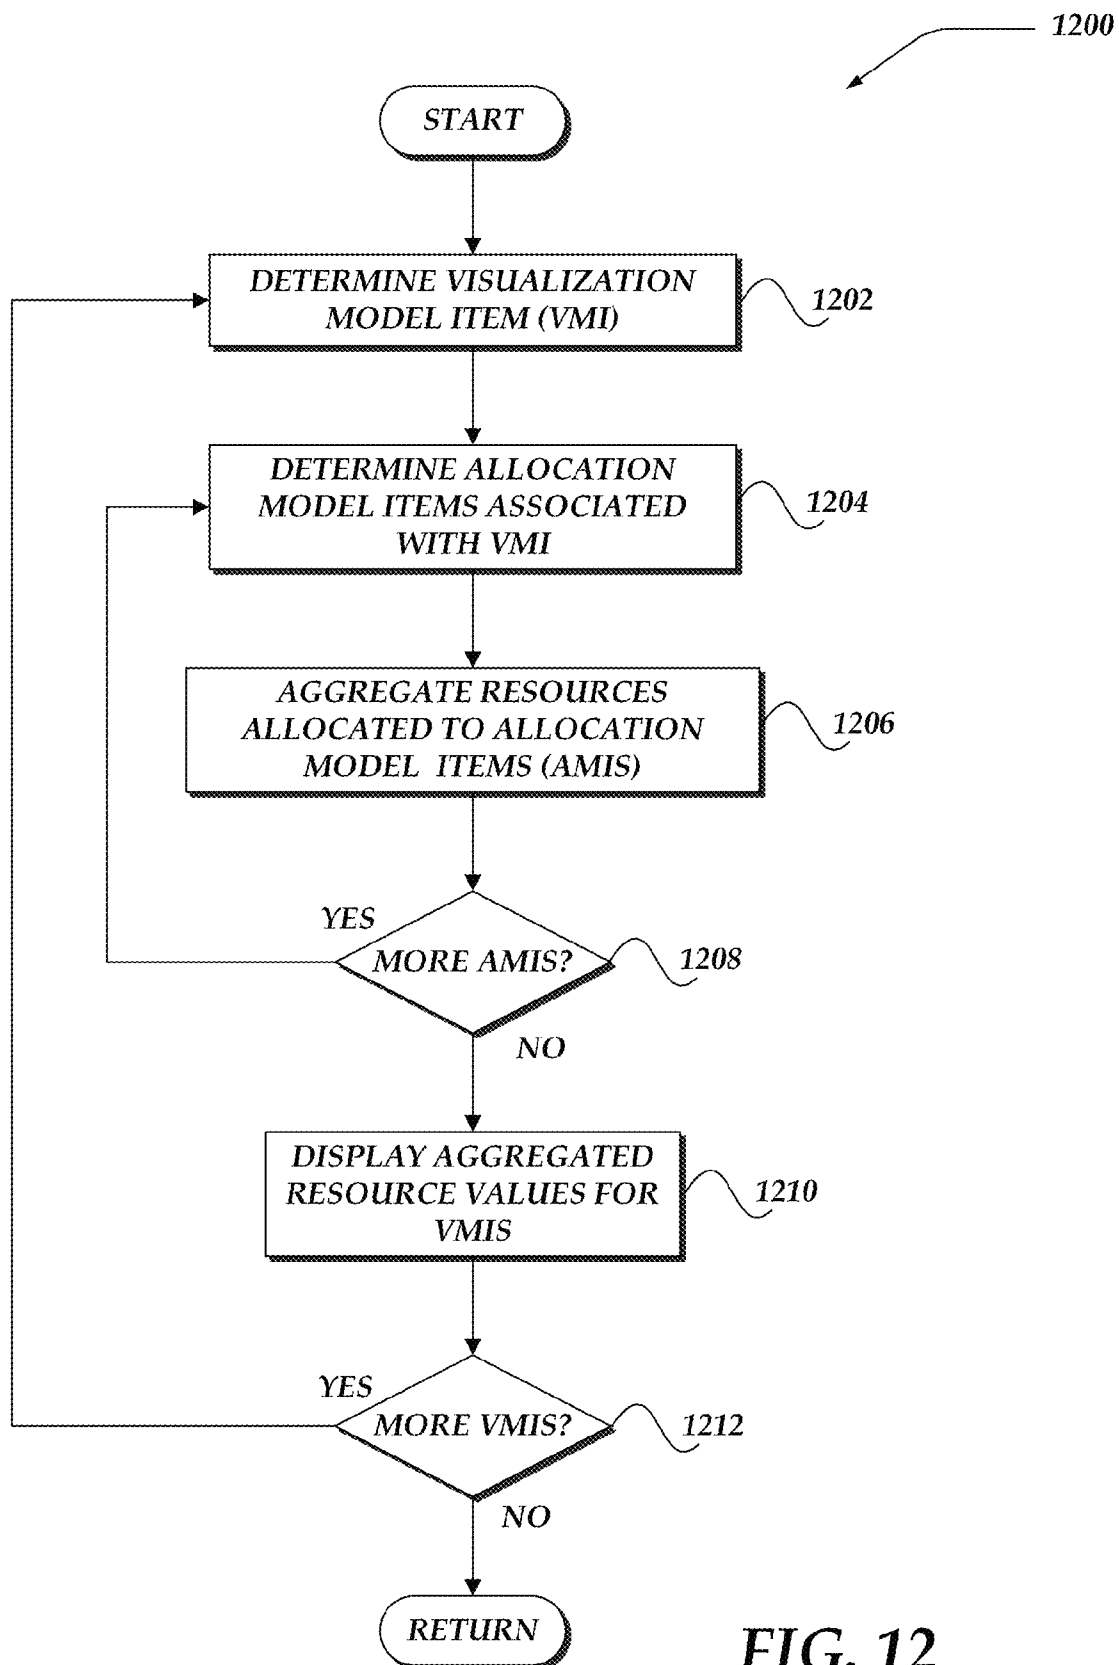 1200
START
DETERMINE VISUALIZATION
MODEL ITEM (VMI)
1202
DETERMINE ALLOCATION
MODEL ITEMS ASSOCIATED
WITH VMI
1204
AGGREGATE RESOURCES
ALLOCATED TO ALLOCATION
MODEL ITEMS (AMIS)
1206
YES
MORE AMIS?
1208
NO
DISPLAY AGGREGATED
RESOURCE VALUES FOR
VMIS
1210
YES
MORE VMIS?
1212
NO
RETURN
FIG. 12